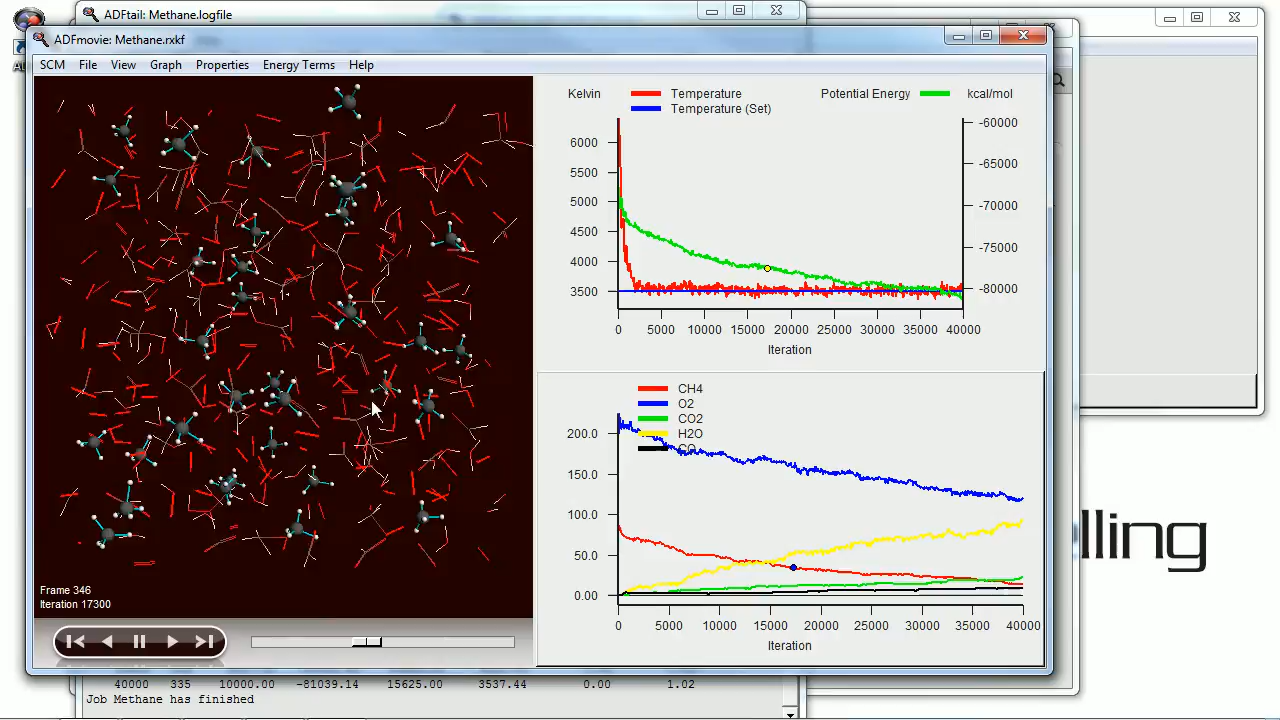 ADFtail: Methane.logfile
ADFmovie: Methane.rxkf
SCM File View Graph Properties Energy Terms Help
Kelvin Temperature Potential Energy kcal/mol
Temperature (Set)
6000 -60000
5500 -65000
5000 -70000
4500 -75000
4000 -80000
3500
0 5000 10000 15000 20000 25000 30000 35000 40000
Iteration
CH4
O2
CO2
H2O
CO
200.0
150.0
100.0
50.0
0.00
0 5000 10000 15000 20000 25000 30000 35000 40000
Iteration
Frame 346
Iteration 17300
lling
40000 335 10000.00 -81039.14 15625.00 3537.44 0.00 1.02
Job Methane has finished